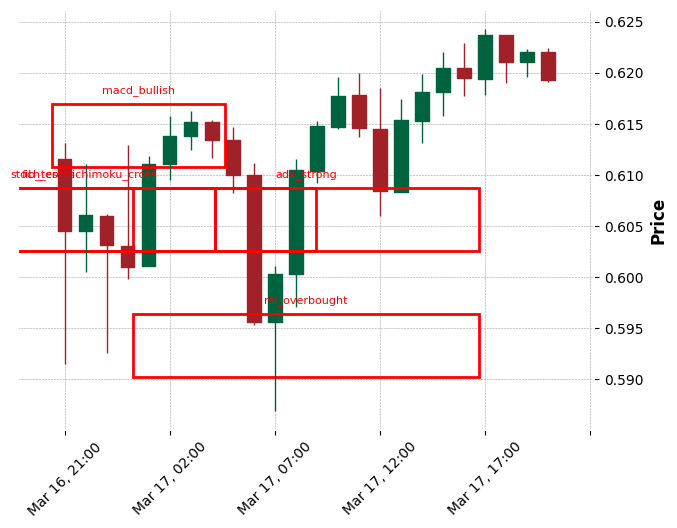 0.625
0.620
macd_bullish
0.615
0.610
adx_strong
0.605
Price
0.600
rsi_overbought
0.595
0.590
Mar 16, 21:00
Mar 17, 02:00
Mar 17, 07:00
Mar 17, 12:00
Mar 17, 17:00